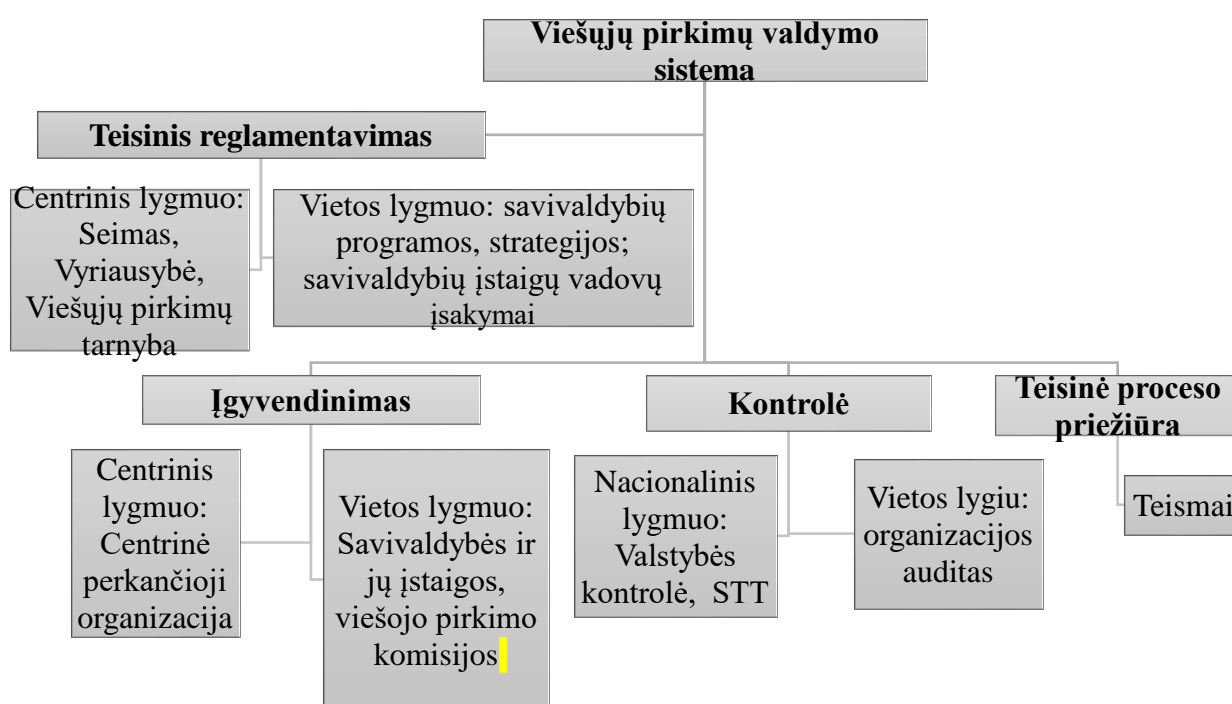 Viešųjų pirkimų valdymo
sistema
Teisinis reglamentavimas
Centrinis lygmuo:
Seimas,
Vyriausybė,
Viešųjų pirkimų
tarnyba
Vietos lygmuo: savivaldybių
programos, strategijos;
savivaldybių įstaigų vadovų
įsakymai
Įgyvendinimas
Centrinis
lygmuo:
Centrinė
perkančioji
organizacija
Vietos lygmuo:
Savivaldybės ir
jų įstaigos,
viešojo pirkimo
komisijos
Kontrolė
Nacionalinis
lygmuo:
Valstybės
kontrolė, STT
Vietos lygiu:
organizacijos
auditas
Teisinė proceso
priežiūra
Teismai